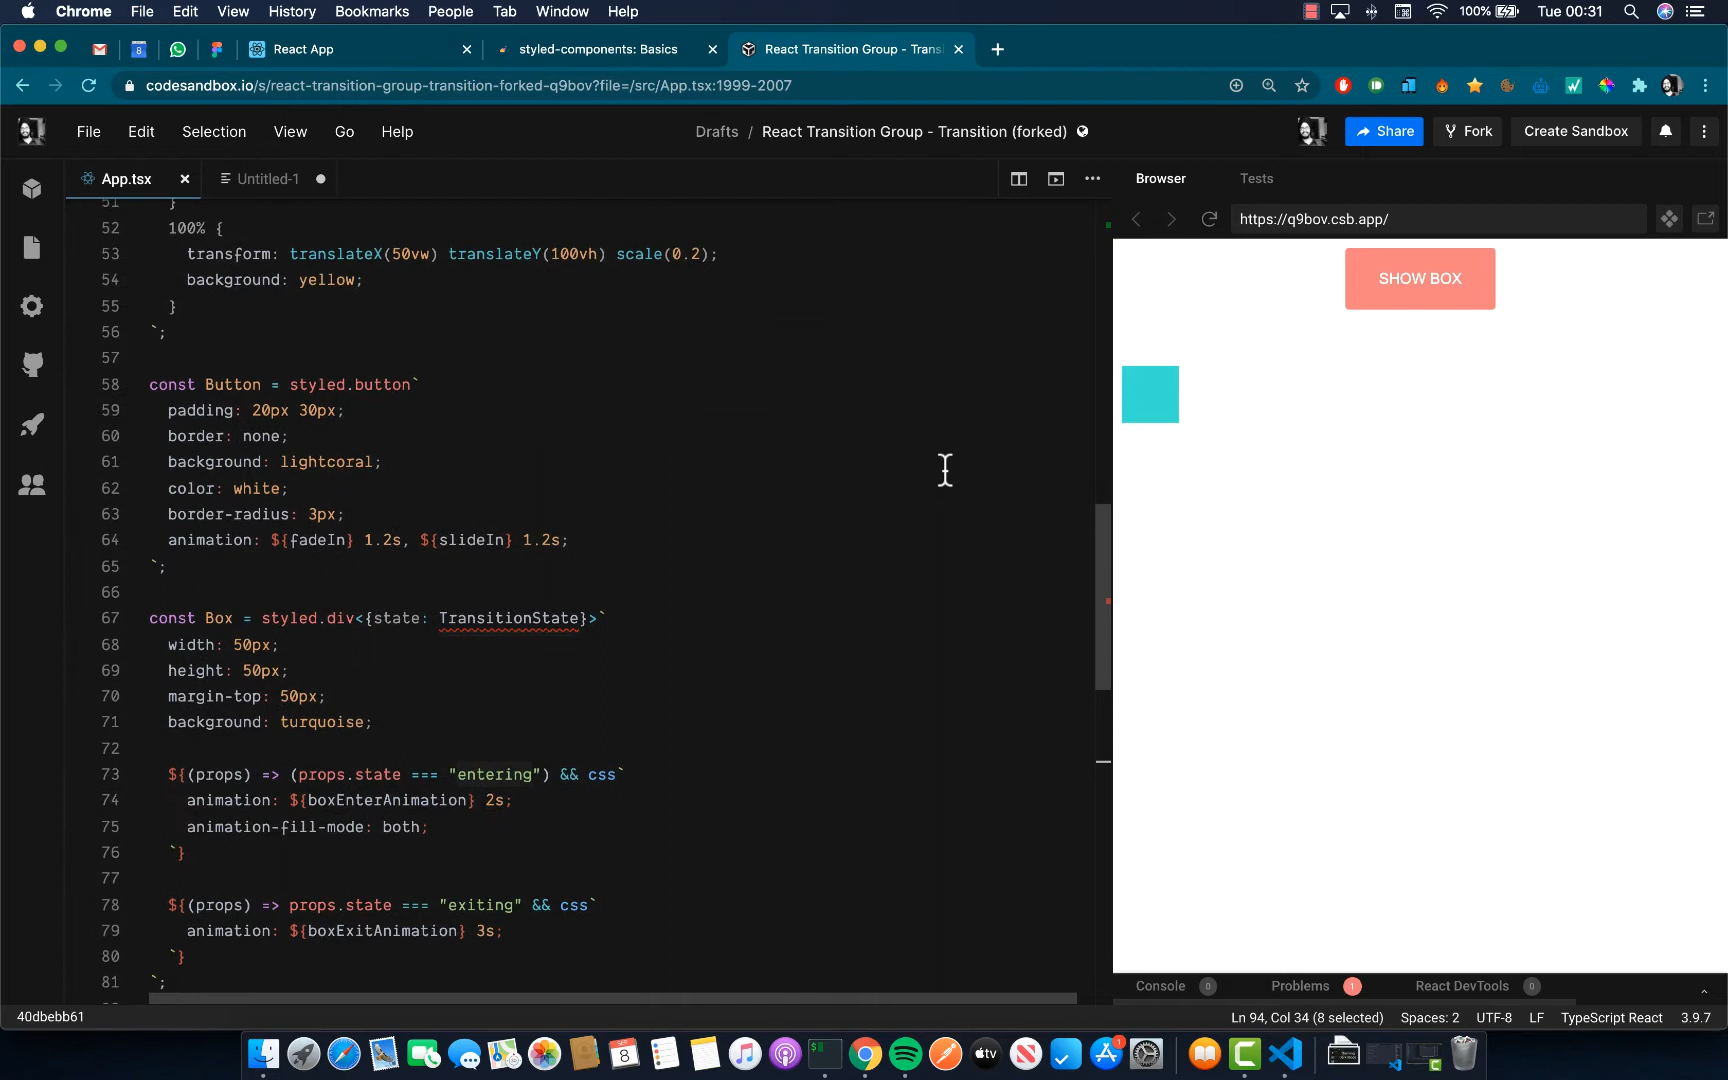 Chrome File Edit View History Bookmarks People Tab Window Help 100% Tue 00:31
React App styled-components: Basics React Transition Group - Trans
codesandbox.io/s/react-transition-group-transition-forked-q9bov?file=/src/App.tsx:1999-2007
File Edit Selection View Go Help Drafts / React Transition Group - Transition (forked) Share Fork Create Sandbox
App.tsx Untitled-1 Browser Tests
https://q9bov.csb.app/
51 }
52 100% {
53 transform: translateX(50vw) translateY(100vh) scale(0.2);
54 background: yellow;
55 }
56 `;
57
58 const Button = styled.button`
59 padding: 20px 30px;
60 border: none;
61 background: lightcoral;
62 color: white;
63 border-radius: 3px;
64 animation: ${fadeIn} 1.2s, ${slideIn} 1.2s;
65 `;
66
67 const Box = styled.div<{state: TransitionState}>`
68 width: 50px;
69 height: 50px;
70 margin-top: 50px;
71 background: turquoise;
72
73 ${(props) => (props.state === "entering") && css`
74 animation: ${boxEnterAnimation} 2s;
75 animation-fill-mode: both;
76 `}
77
78 ${(props) => props.state === "exiting" && css`
79 animation: ${boxExitAnimation} 3s;
80 `}
81 `;
SHOW BOX
Console 0 Problems 1 React DevTools 0
40dbebb61 Ln 94, Col 34 (8 selected) Spaces: 2 UTF-8 LF TypeScript React 3.9.7